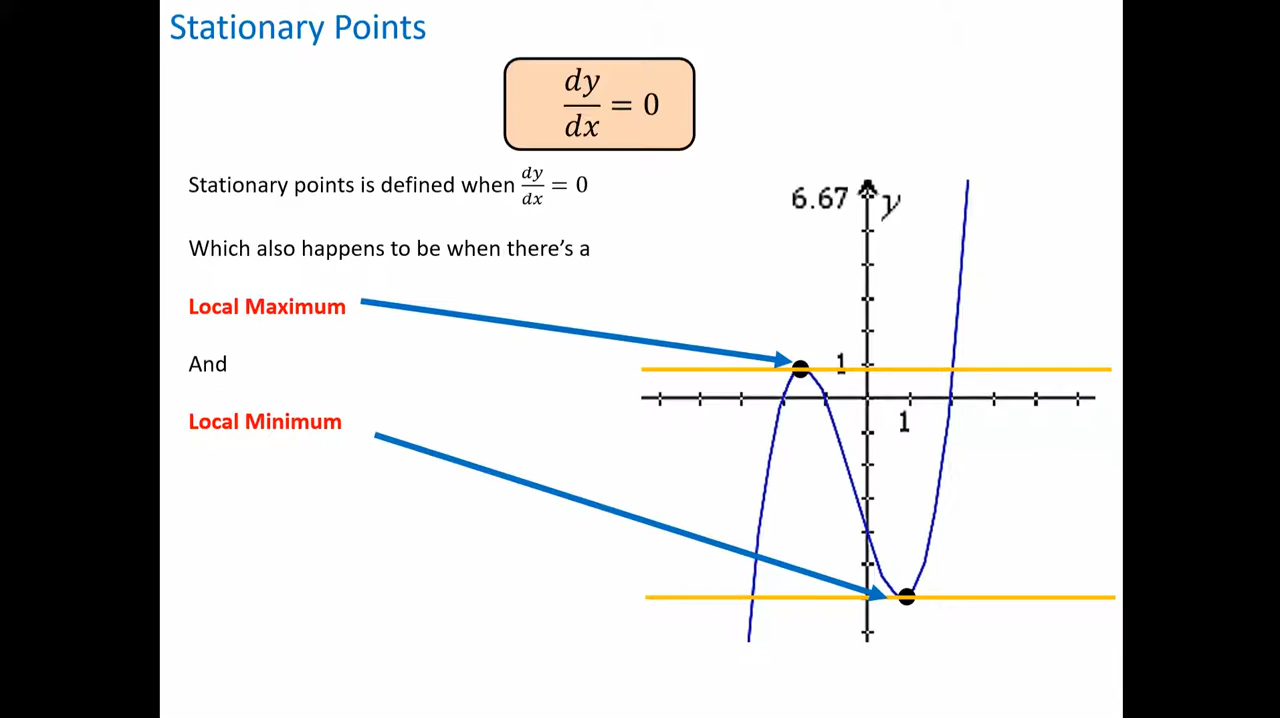 Stationary Points
dy/dx = 0
Stationary points is defined when dy/dx = 0
Which also happens to be when there's a
Local Maximum
And
Local Minimum
6.67 y
1
1